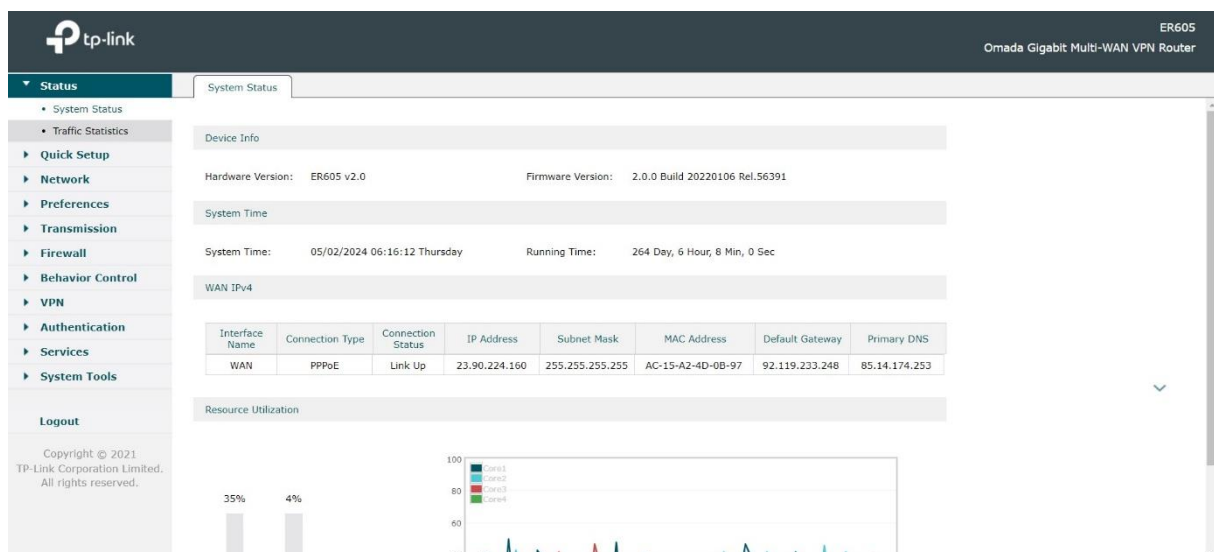 tp-link
ER605
Omada Gigabit Multi-WAN VPN Router
Status
System Status
Traffic Statistics
Quick Setup
Network
Preferences
Transmission
Firewall
Behavior Control
VPN
Authentication
Services
System Tools
Logout
Copyright © 2021
TP-Link Corporation Limited.
All rights reserved.
System Status
Device Info
Hardware Version: ER605 v2.0 Firmware Version: 2.0.0 Build 20220106 Rel.56391
System Time
System Time: 05/02/2024 06:16:12 Thursday Running Time: 264 Day, 6 Hour, 8 Min, 0 Sec
WAN IPv4
Interface Name Connection Type Connection Status IP Address Subnet Mask MAC Address Default Gateway Primary DNS
WAN PPPoE Link Up 23.90.224.160 255.255.255.255 AC-15-A2-4D-0B-97 92.119.233.248 85.14.174.253
Resource Utilization
35% 4%
100
80
60
Core1
Core2
Core3
Core4